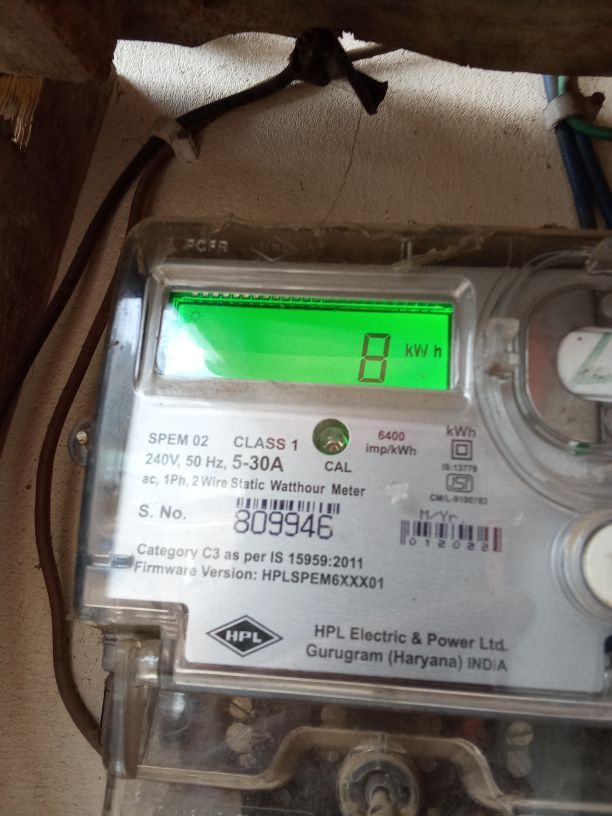 8 kWh
SPEM 02 CLASS 1
240V, 50 Hz, 5-30A
ac, 1Ph, 2 Wire Static Watthour Meter
CAL
6400
imp/kWh
kWh
IS:13779
CM/L-9190783
S. No. 809946
M/Yr
012022
Category C3 as per IS 15959:2011
Firmware Version: HPLSPEM6XXX01
HPL
HPL Electric & Power Ltd.
Gurugram (Haryana) INDIA